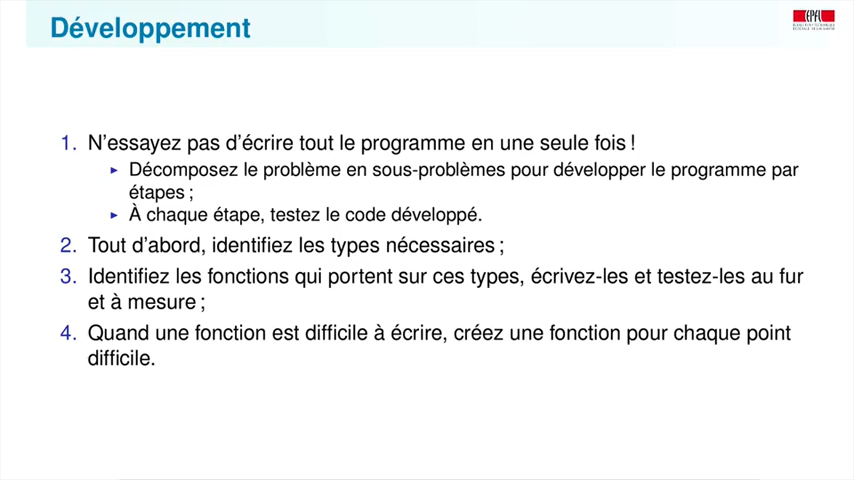 Développement
EPFL
1. N'essayez pas d'écrire tout le programme en une seule fois !
▸ Décomposez le problème en sous-problèmes pour développer le programme par
étapes ;
▸ À chaque étape, testez le code développé.
2. Tout d'abord, identifiez les types nécessaires ;
3. Identifiez les fonctions qui portent sur ces types, écrivez-les et testez-les au fur
et à mesure ;
4. Quand une fonction est difficile à écrire, créez une fonction pour chaque point
difficile.